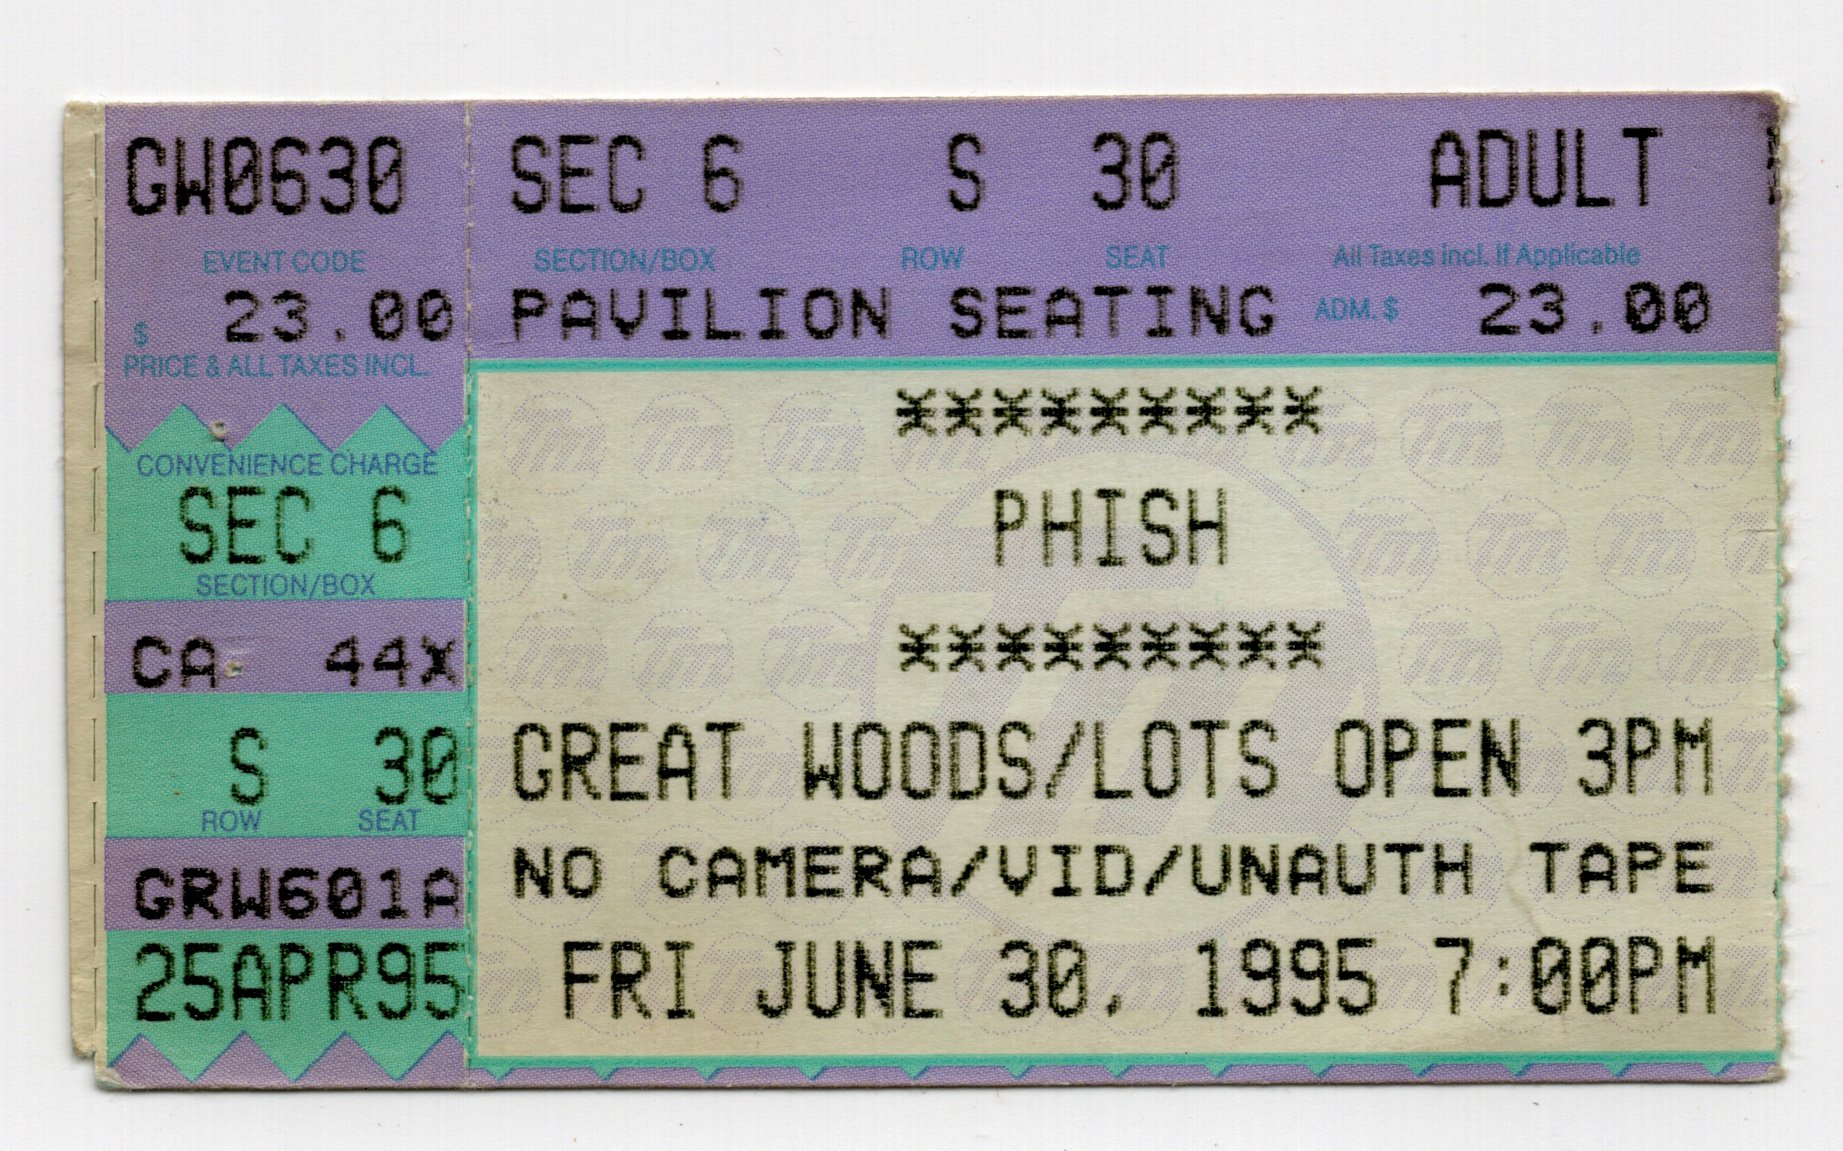 GW0630 SEC 6 S 30 ADULT
EVENT CODE SECTION/BOX ROW SEAT All Taxes incl. If Applicable
$ 23.00 PAVILION SEATING ADM. $ 23.00
PRICE & ALL TAXES INCL.
*********
CONVENIENCE CHARGE
SEC 6 PHISH
SECTION/BOX
CA 44X *********
S 30 GREAT WOODS/LOTS OPEN 3PM
ROW SEAT
GRW601A NO CAMERA/VID/UNAUTH TAPE
25APR95 FRI JUNE 30, 1995 7:00PM